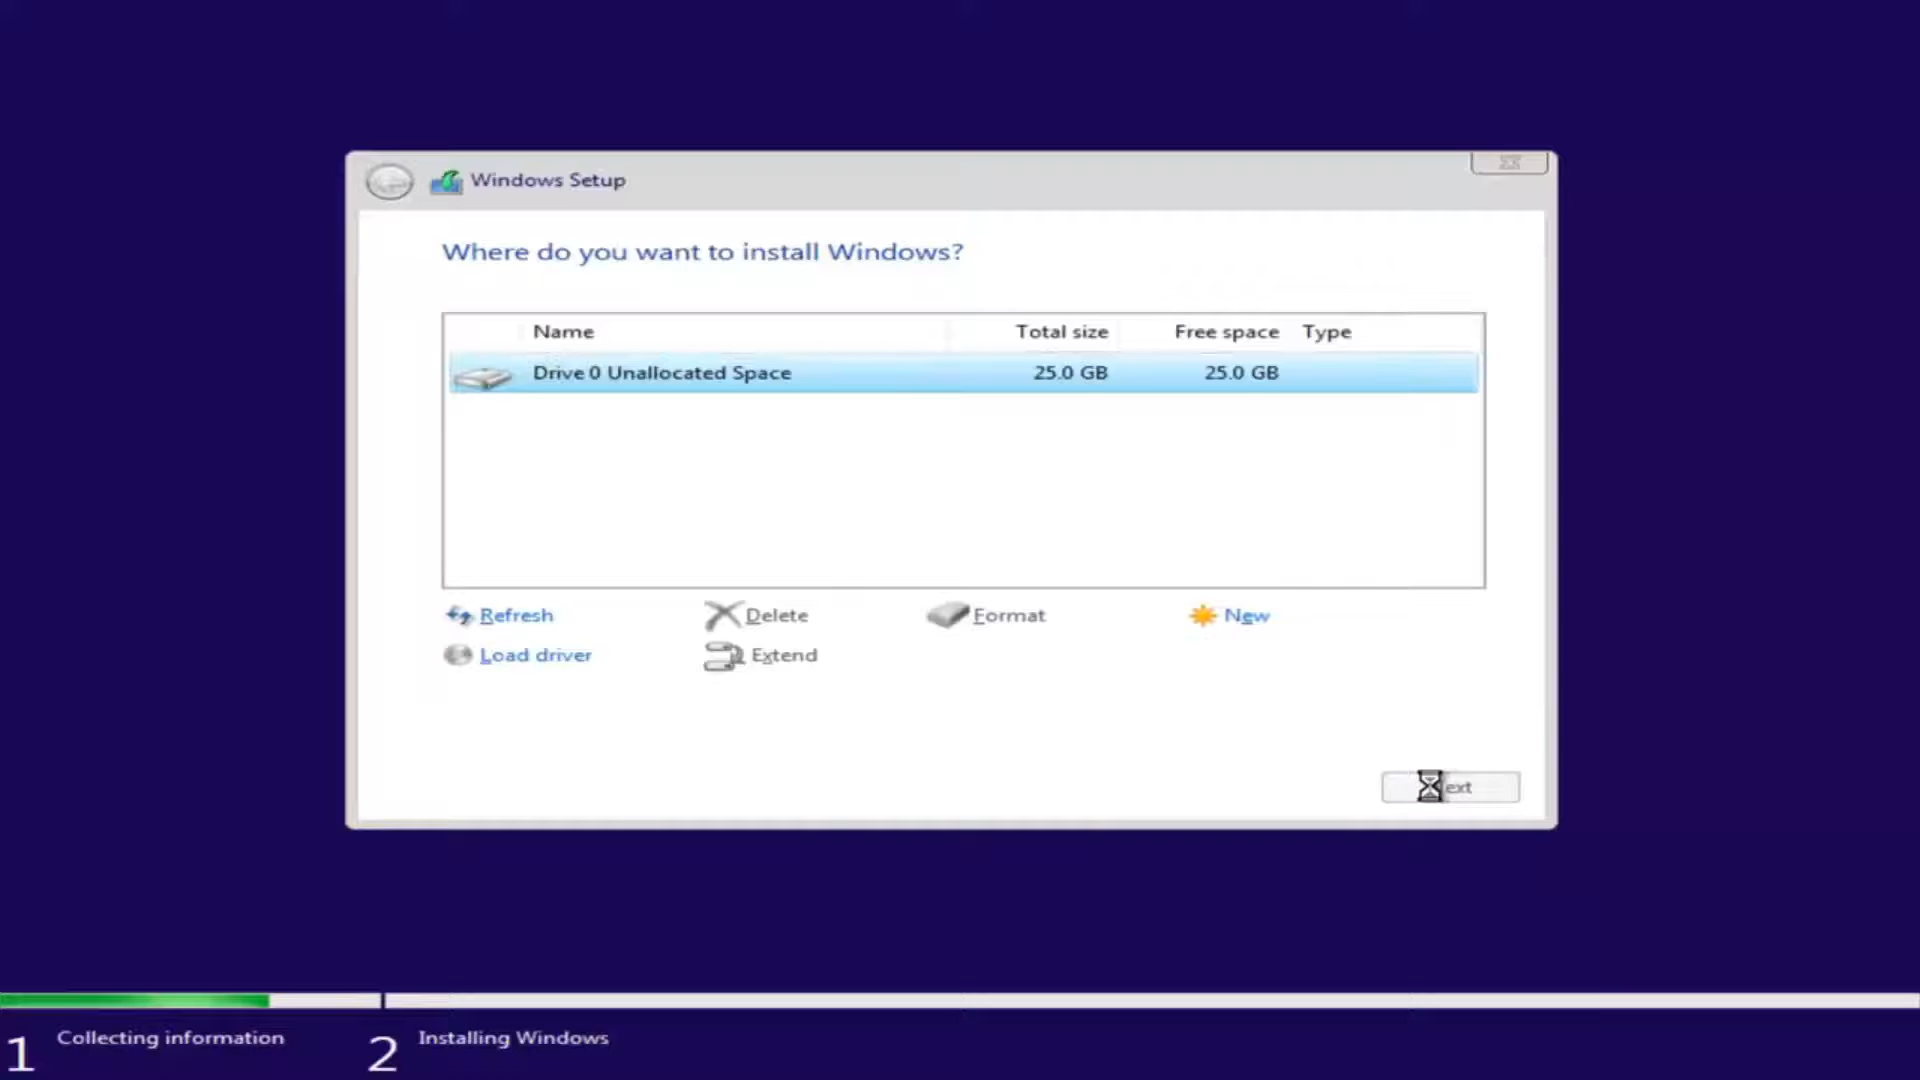 Windows Setup
Where do you want to install Windows?
Name Total size Free space Type
Drive 0 Unallocated Space 25.0 GB 25.0 GB
Refresh Delete Format New
Load driver Extend
ext
1 Collecting information 2 Installing Windows